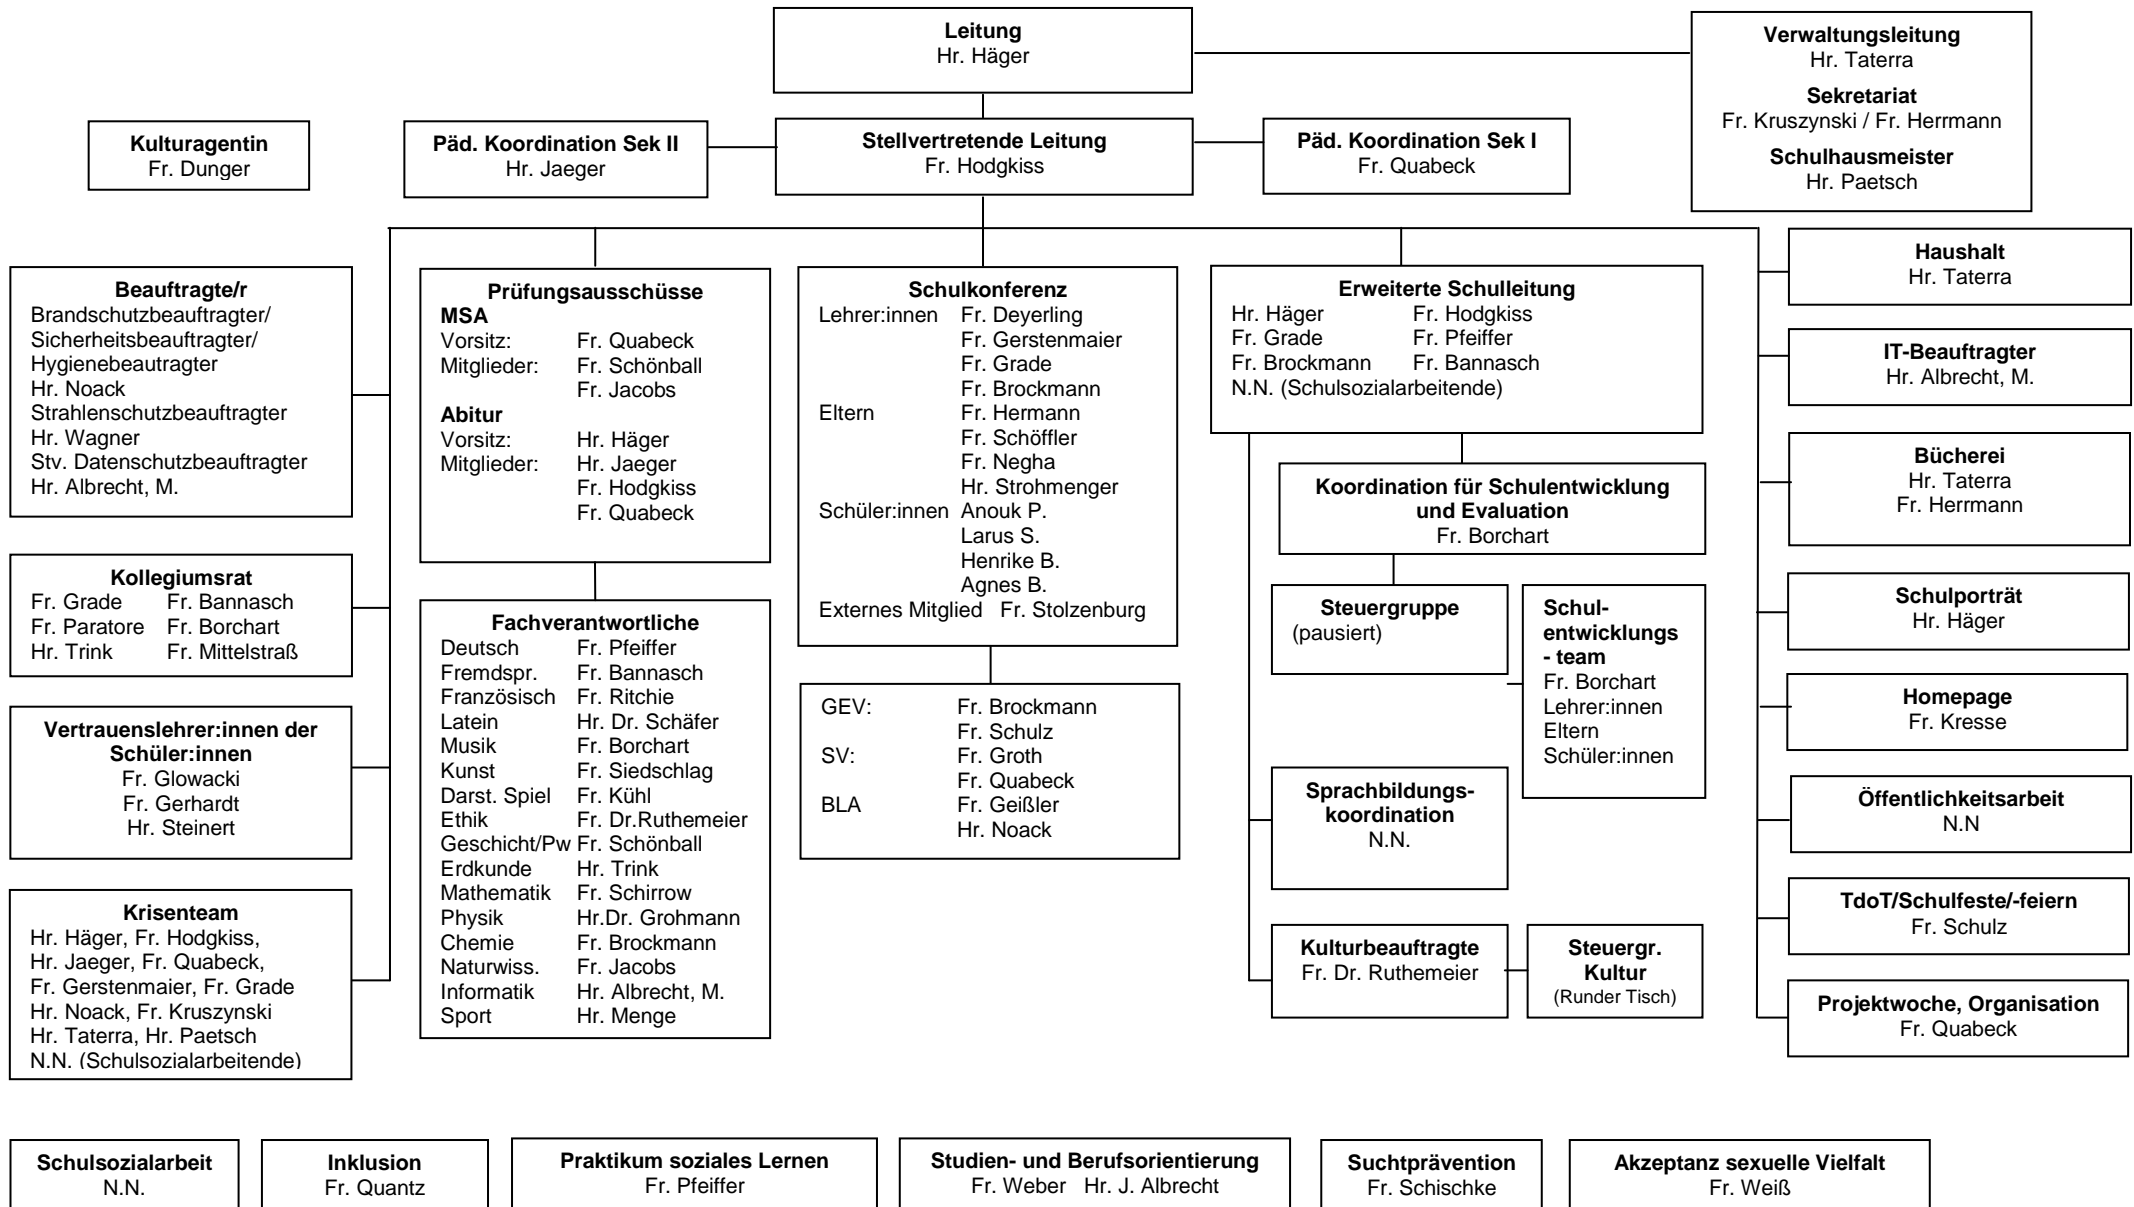 Leitung
Hr. Häger
Verwaltungsleitung
Hr. Taterra
Sekretariat
Fr. Kruszynski / Fr. Herrmann
Schulhausmeister
Hr. Paetsch
Kulturagentin
Fr. Dunger
Päd. Koordination Sek II
Hr. Jaeger
Stellvertretende Leitung
Fr. Hodgkiss
Päd. Koordination Sek I
Fr. Quabeck
Beauftragte/r
Brandschutzbeauftragter/
Sicherheitsbeauftragter/
Hygienebeautragter
Hr. Noack
Strahlenschutzbeauftragter
Hr. Wagner
Stv. Datenschutzbeauftragter
Hr. Albrecht, M.
Kollegiumsrat
Fr. Grade Fr. Bannasch
Fr. Paratore Fr. Borchart
Hr. Trink Fr. Mittelstraß
Vertrauenslehrer:innen der
Schüler:innen
Fr. Glowacki
Fr. Gerhardt
Hr. Steinert
Krisenteam
Hr. Häger, Fr. Hodgkiss,
Hr. Jaeger, Fr. Quabeck,
Fr. Gerstenmaier, Fr. Grade
Hr. Noack, Fr. Kruszynski
Hr. Taterra, Hr. Paetsch
N.N. (Schulsozialarbeitende)
Prüfungsausschüsse
MSA
Vorsitz: Fr. Quabeck
Mitglieder: Fr. Schönball
Fr. Jacobs
Abitur
Vorsitz: Hr. Häger
Mitglieder: Hr. Jaeger
Fr. Hodgkiss
Fr. Quabeck
Fachverantwortliche
Deutsch Fr. Pfeiffer
Fremdspr. Fr. Bannasch
Französisch Fr. Ritchie
Latein Hr. Dr. Schäfer
Musik Fr. Borchart
Kunst Fr. Siedschlag
Darst. Spiel Fr. Kühl
Ethik Fr. Dr.Ruthemeier
Geschicht/Pw Fr. Schönball
Erdkunde Hr. Trink
Mathematik Fr. Schirrow
Physik Hr.Dr. Grohmann
Chemie Fr. Brockmann
Naturwiss. Fr. Jacobs
Informatik Hr. Albrecht, M.
Sport Hr. Menge
Schulkonferenz
Lehrer:innen Fr. Deyerling
Fr. Gerstenmaier
Fr. Grade
Fr. Brockmann
Eltern Fr. Hermann
Fr. Schöffler
Fr. Negha
Hr. Strohmenger
Schüler:innen Anouk P.
Larus S.
Henrike B.
Agnes B.
Externes Mitglied Fr. Stolzenburg
GEV: Fr. Brockmann
Fr. Schulz
SV: Fr. Groth
Fr. Quabeck
BLA Fr. Geißler
Hr. Noack
Erweiterte Schulleitung
Hr. Häger Fr. Hodgkiss
Fr. Grade Fr. Pfeiffer
Fr. Brockmann Fr. Bannasch
N.N. (Schulsozialarbeitende)
Koordination für Schulentwicklung
und Evaluation
Fr. Borchart
Steuergruppe
(pausiert)
Schul-
entwicklungs
- team
Fr. Borchart
Lehrer:innen
Eltern
Schüler:innen
Sprachbildungs-
koordination
N.N.
Kulturbeauftragte
Fr. Dr. Ruthemeier
Steuergr.
Kultur
(Runder Tisch)
Haushalt
Hr. Taterra
IT-Beauftragter
Hr. Albrecht, M.
Bücherei
Hr. Taterra
Fr. Herrmann
Schulporträt
Hr. Häger
Homepage
Fr. Kresse
Öffentlichkeitsarbeit
N.N
TdoT/Schulfeste/-feiern
Fr. Schulz
Projektwoche, Organisation
Fr. Quabeck
Schulsozialarbeit
N.N.
Inklusion
Fr. Quantz
Praktikum soziales Lernen
Fr. Pfeiffer
Studien- und Berufsorientierung
Fr. Weber Hr. J. Albrecht
Suchtprävention
Fr. Schischke
Akzeptanz sexuelle Vielfalt
Fr. Weiß